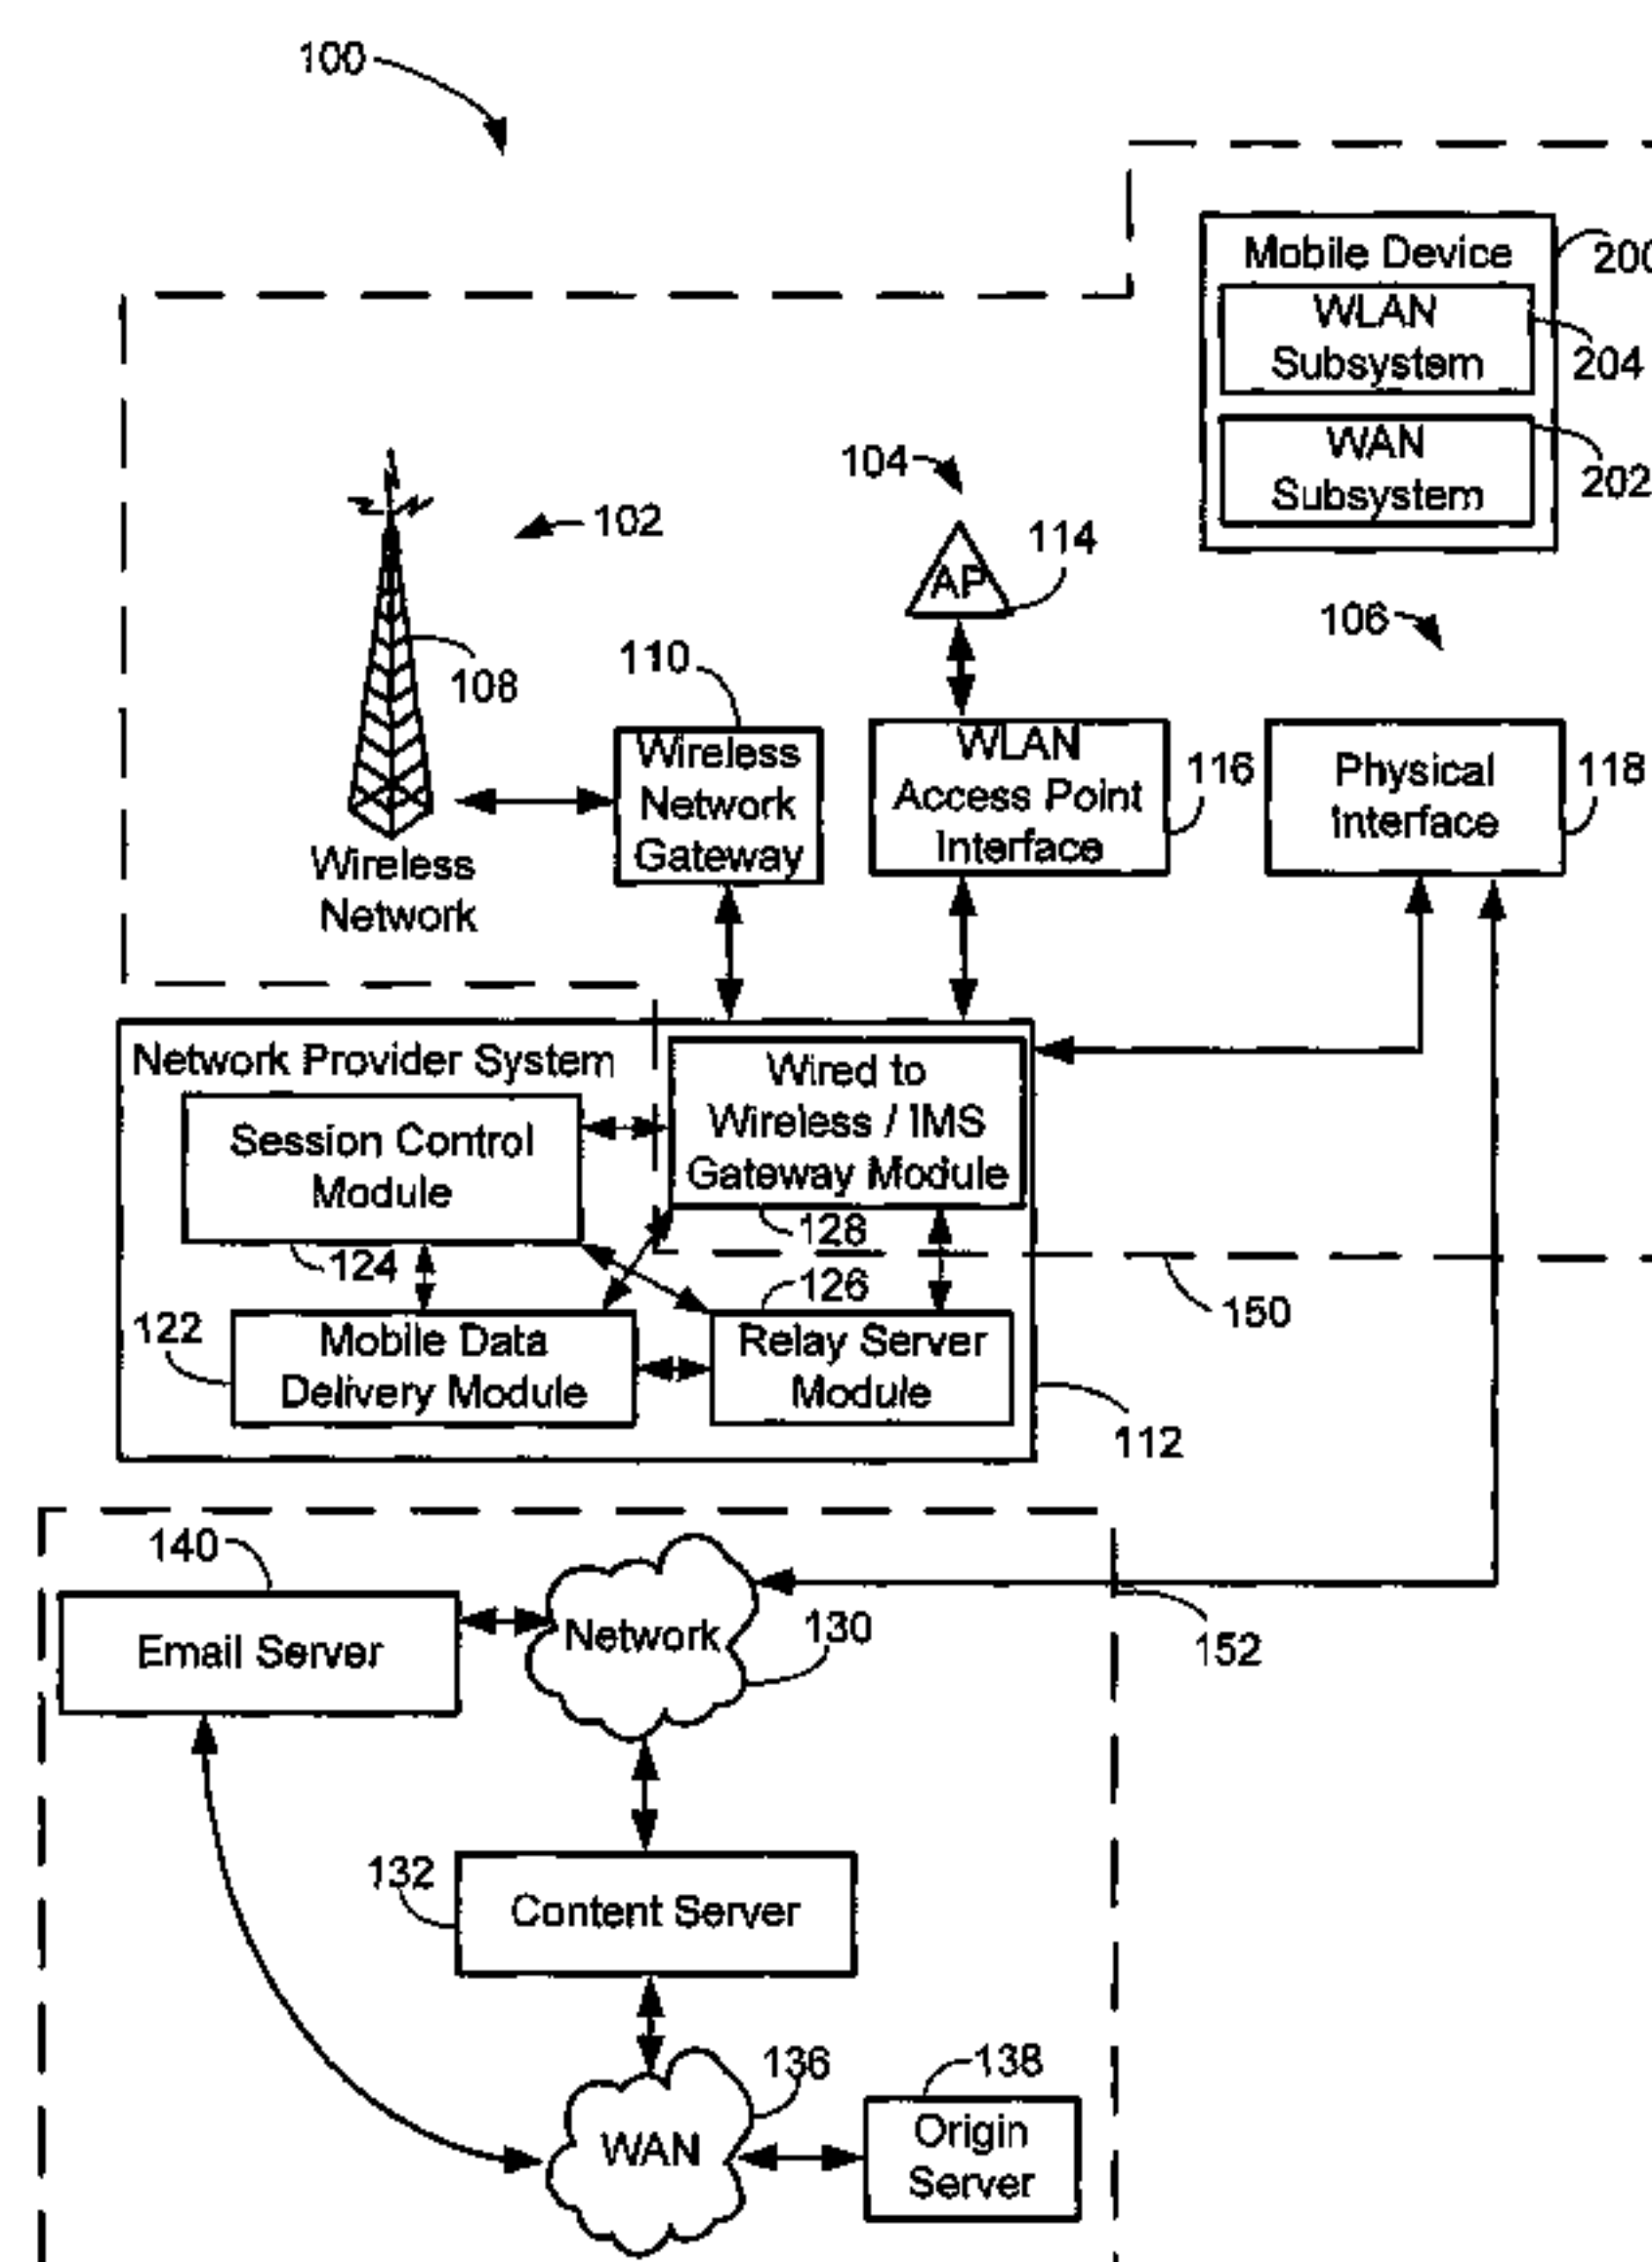 100
Mobile Device
200
WLAN
Subsystem
204
WAN
Subsystem
202
104
102
AP
114
106
108
110
Wireless
Network
Gateway
WLAN
Access Point
Interface
116
Physical
Interface
118
Wireless
Network
Network Provider System
Wired to
Wireless / IMS
Gateway Module
Session Control
Module
128
124
126
150
122
Mobile Data
Delivery Module
Relay Server
Module
112
140
Email Server
Network
130
152
132
Content Server
136
138
WAN
Origin
Server